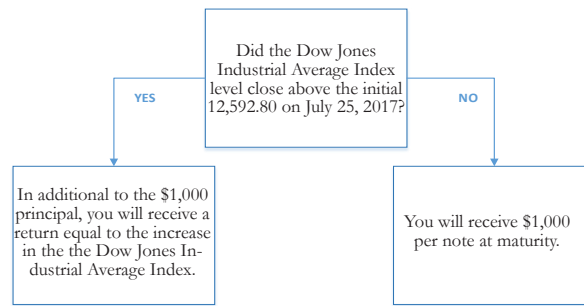 Did the Dow Jones
Industrial Average Index
level close above the initial
12,592.80 on July 25, 2017?
YES
NO
In additional to the $1,000
principal, you will receive a
return equal to the increase
in the the Dow Jones In-
dustrial Average Index.
You will receive $1,000
per note at maturity.